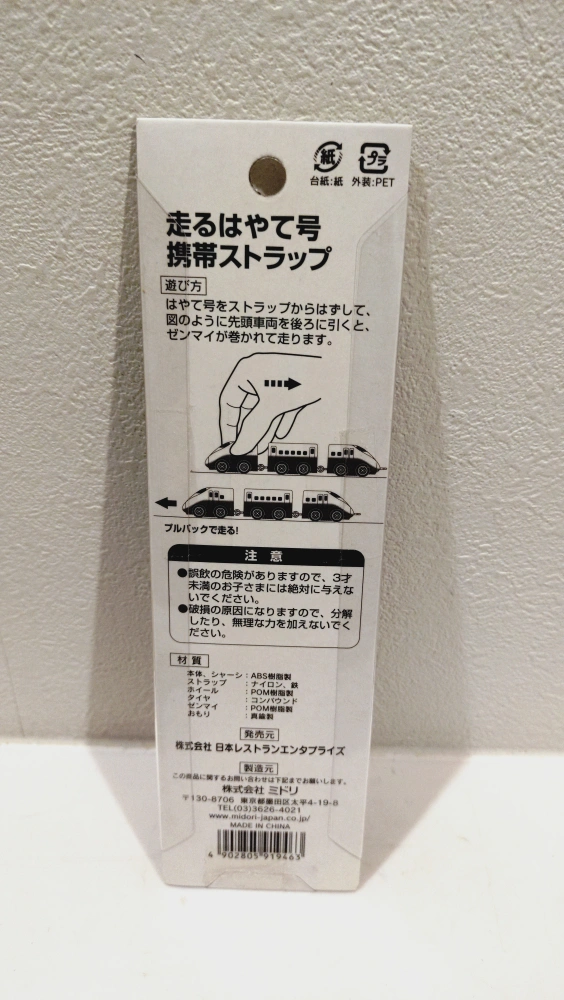 紙
プラ
台紙:紙 外装:PET
走るはやて号
携帯ストラップ
遊び方
はやて号をストラップからはずして、
図のように先頭車両を後ろに引くと、
ゼンマイが巻かれて走ります。
プルバックで走る!
注 意
●誤飲の危険がありますので、3才
未満のお子さまには絶対に与えな
いでください。
●破損の原因になりますので、分解
したり、無理な力を加えないでく
ださい。
材 質
本体、シャーシ:ABS樹脂製
ストラップ:ナイロン、鉄
ホイール:POM樹脂製
タイヤ:コンパウンド
ゼンマイ:POM樹脂製
おもり:真鍮製
発売元
株式会社 日本レストランエンタプライズ
製造元
この商品に関するお問い合わせは下記までお願いします。
株式会社 ミドリ
〒130-8706 東京都墨田区太平4-19-8
TEL(03)3626-4021
www.midori-japan.co.jp/
MADE IN CHINA
4 902805 919463